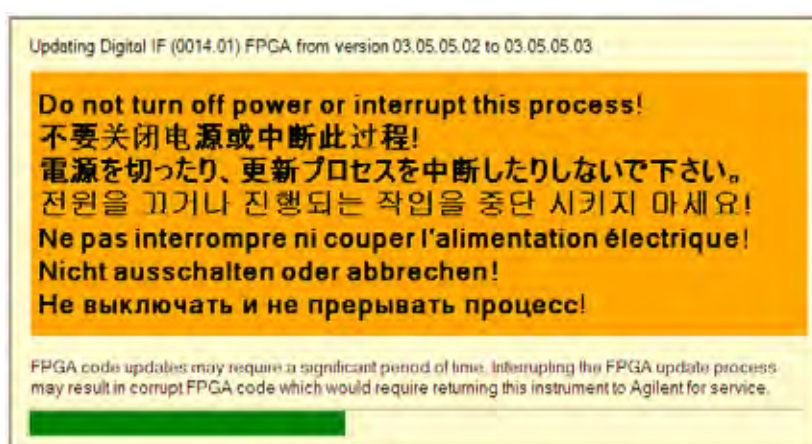 Updating Digital IF (0014.01) FPGA from version 03.05.05.02 to 03.05.05.03
Do not turn off power or interrupt this process!
不要关闭电源或中断此过程!
電源を切ったり、更新プロセスを中断したりしないで下さい。
전원을 끄거나 진행되는 작업을 중단 시키지 마세요!
Ne pas interrompre ni couper l'alimentation électrique!
Nicht ausschalten oder abbrechen!
Не выключать и не прерывать процесс!
FPGA code updates may require a significant period of time. Interrupting the FPGA update process
may result in corrupt FPGA code which would require returning this instrument to Agilent for service.